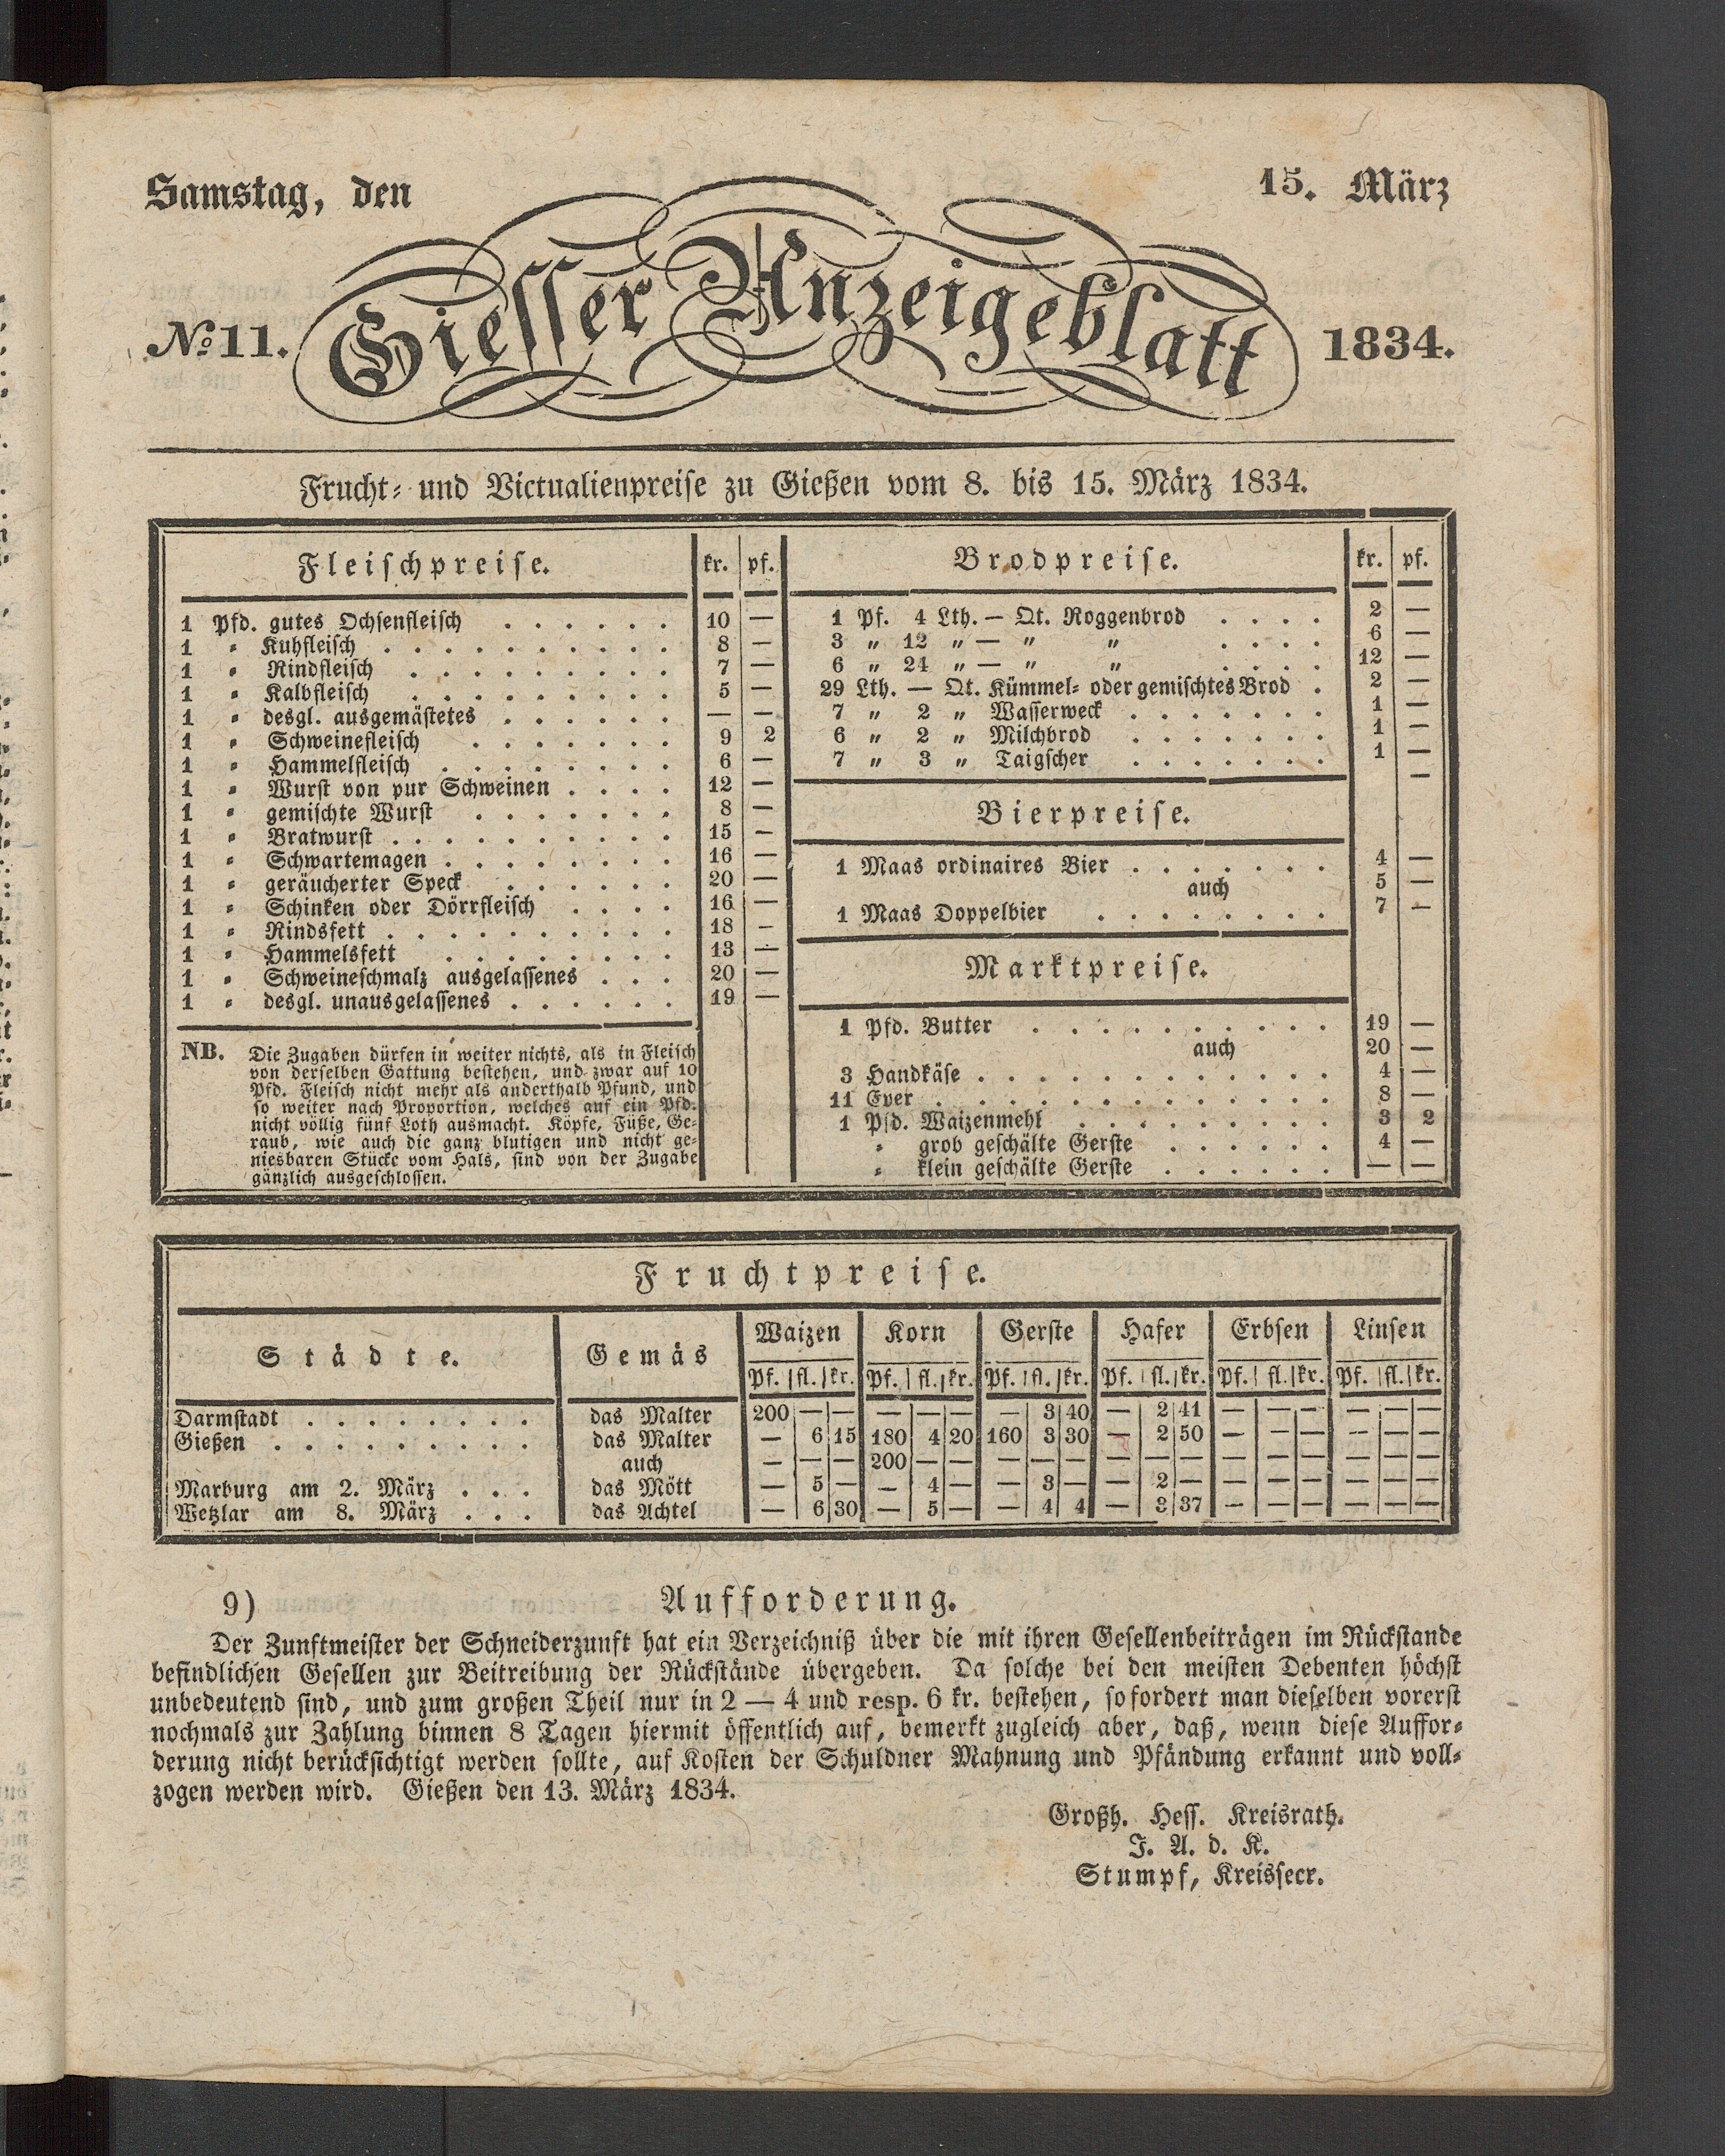 Samstag, den 15. März
No 11. Giesser Anzeigeblatt 1834.
Frucht- und Victualienpreise zu Gießen vom 8. bis 15. März 1834.
Fleischpreise. kr. pf.
1 Pfd. gutes Ochsenfleisch . . . . . . 10 —
1 " Kuhfleisch . . . . . . . . . . 8 —
1 " Rindfleisch . . . . . . . . . 7 —
1 " Kalbfleisch . . . . . . . . . 5 —
1 " desgl. ausgemästetes . . . . . . — —
1 " Schweinefleisch . . . . . . . 9 2
1 " Hammelfleisch . . . . . . . . 6 —
1 " Wurst von pur Schweinen . . . . 12 —
1 " gemischte Wurst . . . . . . . 8 —
1 " Bratwurst . . . . . . . . . . 15 —
1 " Schwartemagen . . . . . . . . 16 —
1 " geräucherter Speck . . . . . . 20 —
1 " Schinken oder Dörrfleisch . . . . 16 —
1 " Rindsfett . . . . . . . . . . 18 —
1 " Hammelsfett . . . . . . . . 13 —
1 " Schweineschmalz ausgelassenes . . . 20 —
1 " desgl. unausgelassenes . . . . . . 19 —
NB. Die Zugaben dürfen in weiter nichts, als in Fleisch
von derselben Gattung bestehen, und zwar auf 10
Pfd. Fleisch nicht mehr als anderthalb Pfund, und
so weiter nach Proportion, welches auf ein Pfd.
nicht völlig fünf Loth ausmacht. Köpfe, Füße, Ge-
raub, wie auch die ganz blutigen und nicht ge-
niesbaren Stücke vom Hals, sind von der Zugabe
gänzlich ausgeschlossen.
Brodpreise. kr. pf.
1 Pf. 4 Lth. — Qt. Roggenbrod . . . . 2 —
3 " 12 " — " " . . . . 6 —
6 " 24 " — " " . . . . 12 —
29 Lth. — Qt. Kümmel- oder gemischtes Brod . 2 —
7 " 2 " Wasserweck . . . . . . . 1 —
6 " 2 " Milchbrod . . . . . . . 1 —
7 " 3 " Taigscher . . . . . . . 1 —
—
Bierpreise.
1 Maas ordinaires Bier . . . . . . . 4 —
auch 5 —
1 Maas Doppelbier . . . . . . . . 7 —
Marktpreise.
1 Pfd. Butter . . . . . . . . . . 19 —
auch 20 —
3 Handkäse . . . . . . . . . . . . 4 —
11 Eyer . . . . . . . . . . . . . 8 —
1 Pfd. Waizenmehl . . . . . . . . . 3 2
" grob geschälte Gerste . . . . . . 4 —
" klein geschälte Gerste . . . . . . — —
Fruchtpreise.
Städte. Gemäs Waizen Korn Gerste Hafer Erbsen Linsen
Pf. fl. kr. Pf. fl. kr. Pf. fl. kr. Pf. fl. kr. Pf. fl. kr. Pf. fl. kr.
Darmstadt . . . . . . . . das Malter 200 — — — — — — 3 40 — 2 41 — — — — — —
Gießen . . . . . . . . . das Malter — 6 15 180 4 20 160 3 30 — 2 50 — — — — — —
auch — — — 200 — — — — — — — — — — — — — —
Marburg am 2. März . . . das Mött — 5 — — 4 — — 3 — — 2 — — — — — — —
Wetzlar am 8. März . . . das Achtel — 6 30 — 5 — — 4 4 — 3 37 — — — — — —
9) Aufforderung.
Der Zunftmeister der Schneiderzunft hat ein Verzeichniß über die mit ihren Gesellenbeiträgen im Rückstande
befindlichen Gesellen zur Beitreibung der Rückstände übergeben. Da solche bei den meisten Debenten höchst
unbedeutend sind, und zum großen Theil nur in 2 — 4 und resp. 6 kr. bestehen, so fordert man dieselben vorerst
nochmals zur Zahlung binnen 8 Tagen hiermit öffentlich auf, bemerkt zugleich aber, daß, wenn diese Auffor-
derung nicht berücksichtigt werden sollte, auf Kosten der Schuldner Mahnung und Pfändung erkannt und voll-
zogen werden wird. Gießen den 13. März 1834.
Großh. Hess. Kreisrath.
J. A. d. K.
Stumpf, Kreissecr.